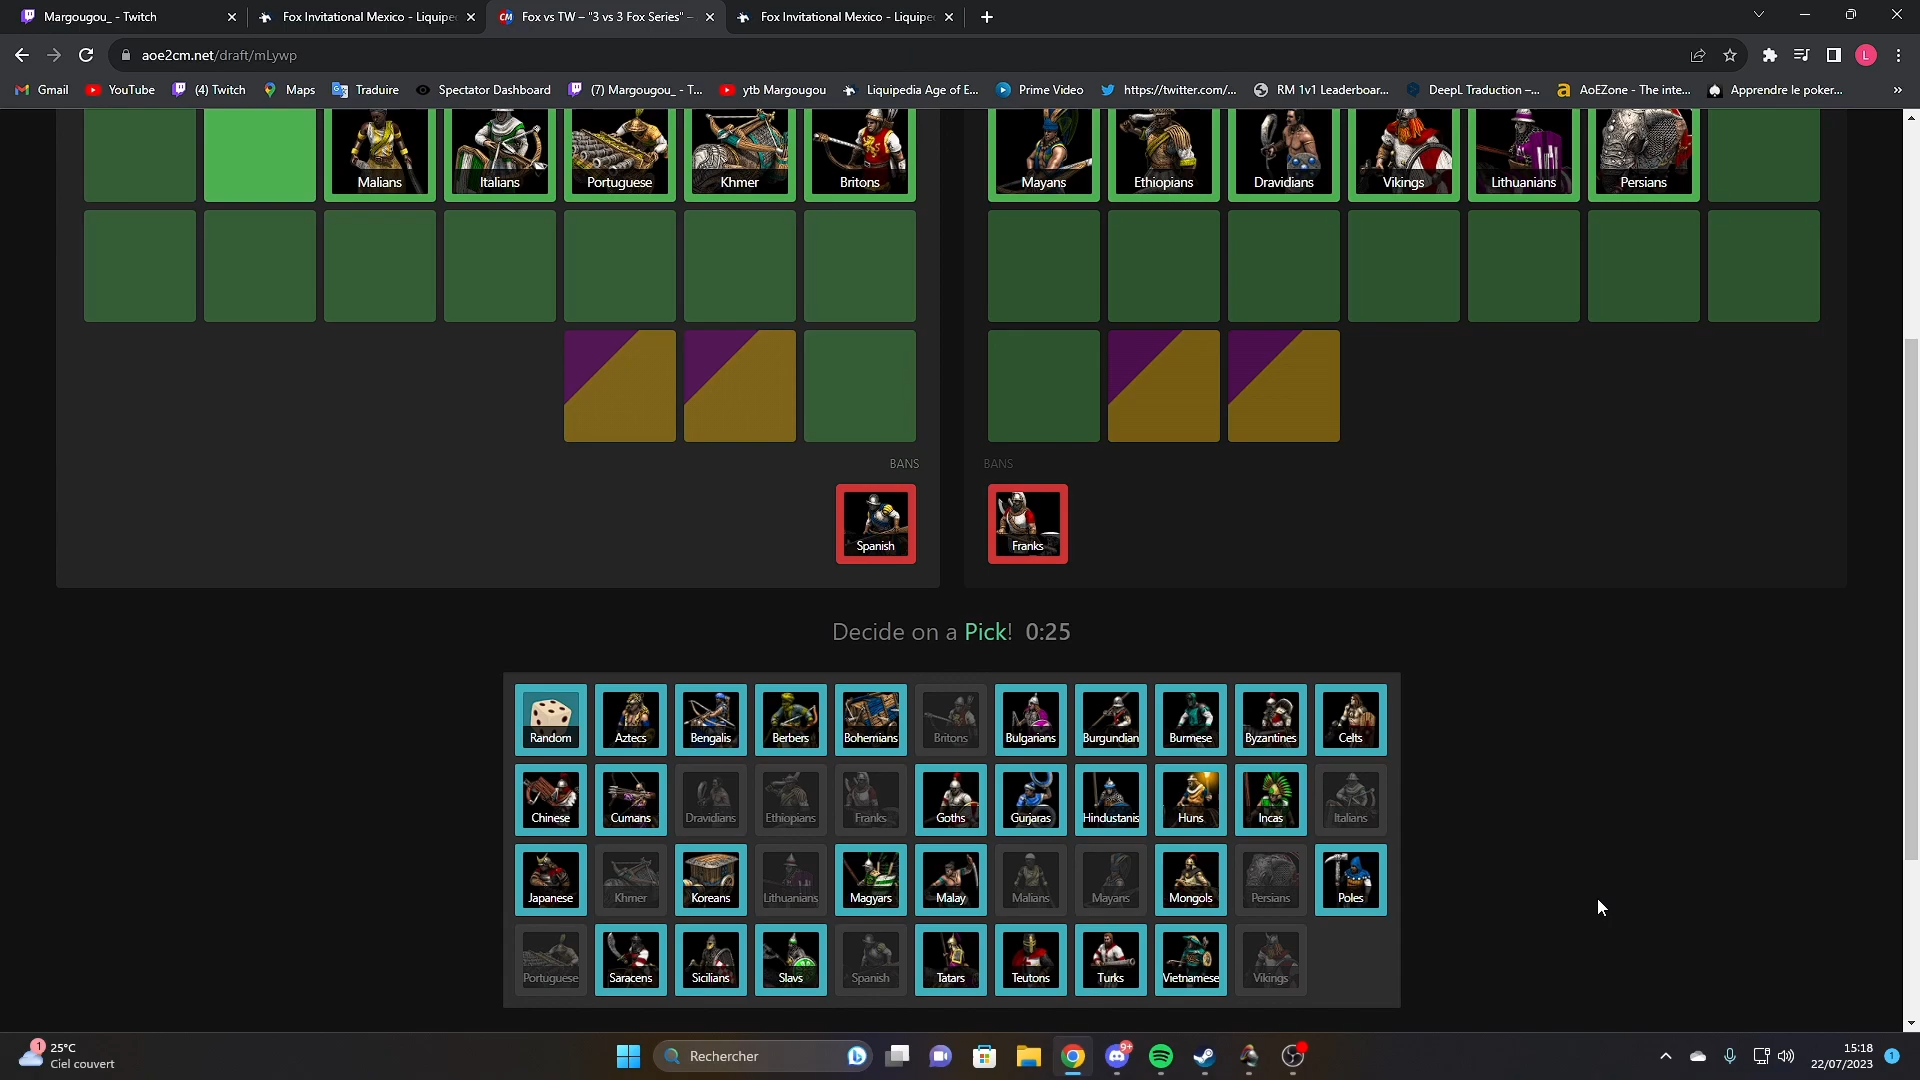 Margougou_ - Twitch
Fox Invitational Mexico - Liquiped
Fox vs TW – "3 vs 3 Fox Series" –
Fox Invitational Mexico - Liquiped
aoe2cm.net/draft/mLywp
L
Gmail
YouTube
(4) Twitch
Maps
Traduire
Spectator Dashboard
(7) Margougou_ - T...
ytb Margougou
Liquipedia Age of E...
Prime Video
https://twitter.com/...
RM 1v1 Leaderboar...
DeepL Traduction –...
AoEZone - The inte...
Apprendre le poker...
»
Malians
Italians
Portuguese
Khmer
Britons
Mayans
Ethiopians
Dravidians
Vikings
Lithuanians
Persians
BANS
BANS
Spanish
Franks
Decide on a Pick! 0:25
Random
Aztecs
Bengalis
Berbers
Bohemians
Britons
Bulgarians
Burgundian
Burmese
Byzantines
Celts
Chinese
Cumans
Dravidians
Ethiopians
Franks
Goths
Gurjaras
Hindustanis
Huns
Incas
Italians
Japanese
Khmer
Koreans
Lithuanians
Magyars
Malay
Malians
Mayans
Mongols
Persians
Poles
Portuguese
Saracens
Sicilians
Slavs
Spanish
Tatars
Teutons
Turks
Vietnamese
Vikings
1
25°C
Ciel couvert
Rechercher
9+
15:18
22/07/2023
1